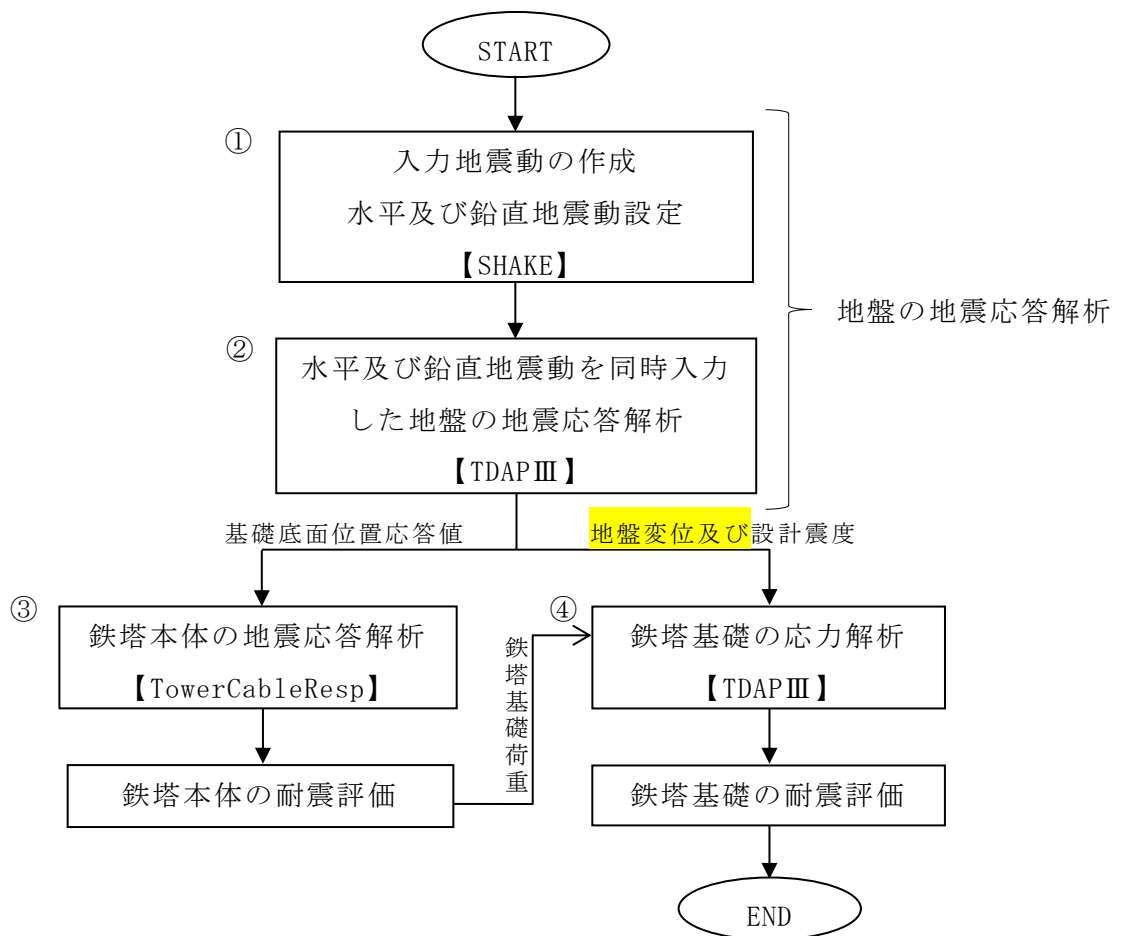 START
①
入力地震動の作成
水平及び鉛直地震動設定
【SHAKE】
地盤の地震応答解析
②
水平及び鉛直地震動を同時入力
した地盤の地震応答解析
【TDAPⅢ】
基礎底面位置応答値
地盤変位及び設計震度
③
鉄塔本体の地震応答解析
【TowerCableResp】
鉄塔本体の耐震評価
鉄塔基礎荷重
④
鉄塔基礎の応力解析
【TDAPⅢ】
鉄塔基礎の耐震評価
END